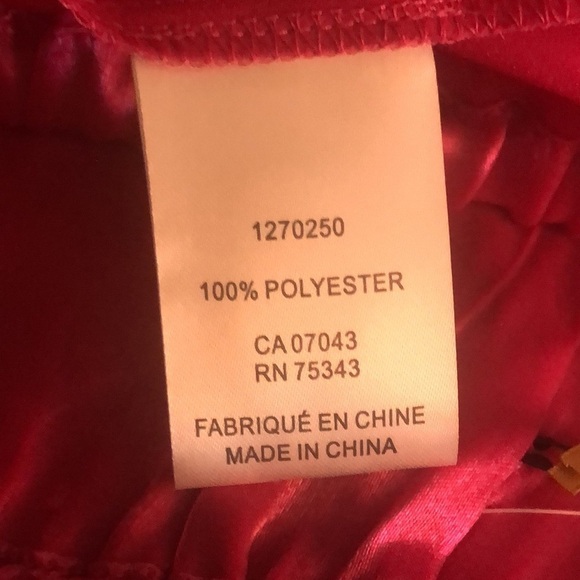 1270250
100% POLYESTER
CA 07043
RN 75343
FABRIQUÉ EN CHINE
MADE IN CHINA